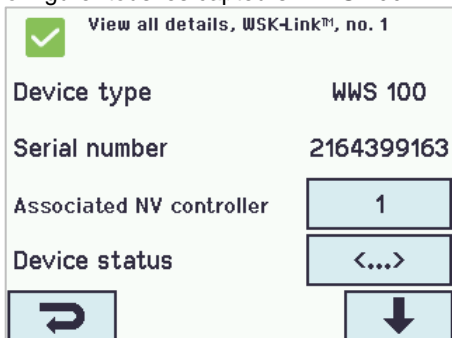 View all details, WSK-Link™, no. 1
Device type WWS 100
Serial number 2164399163
Associated NV controller 1
Device status <...>